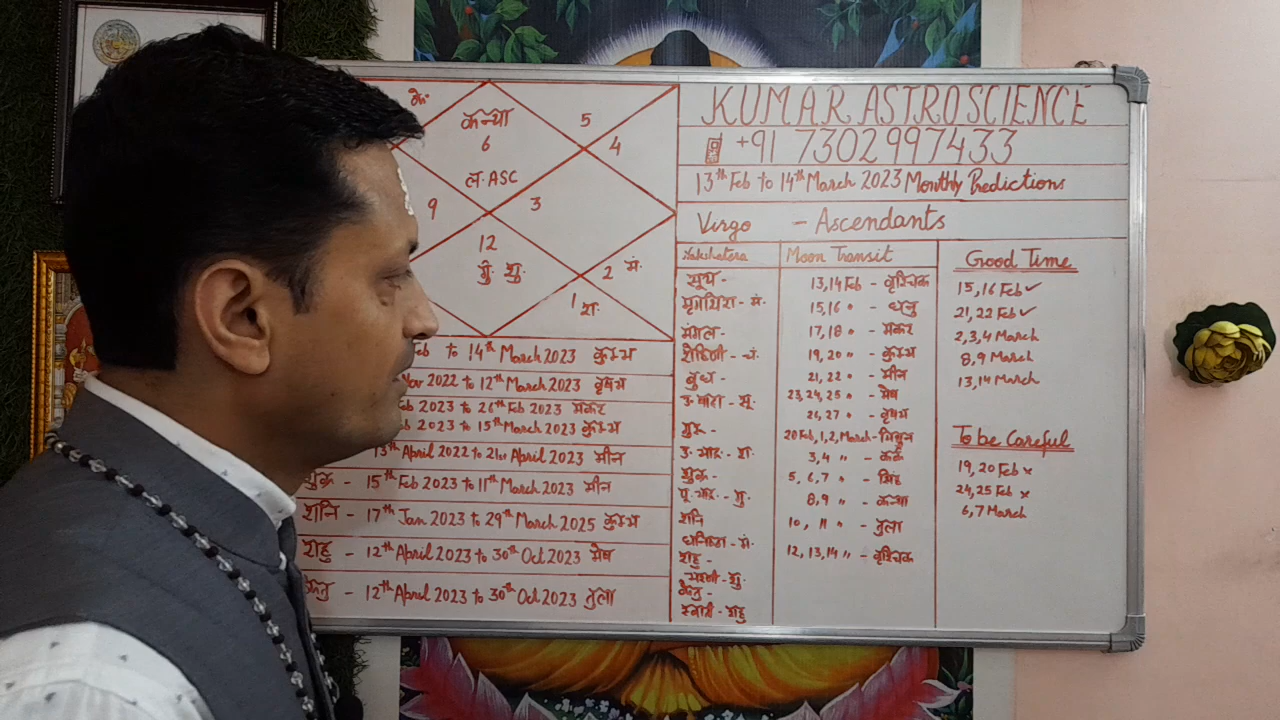 के.
कन्या
6
ल. ASC
5
4
9
3
12
गु. शु.
2 मं.
1 रा.
to 14th March 2023 कुम्भ
2022 to 12th March 2023 वृषभ
2023 to 26th Feb 2023 मकर
2023 to 15th March 2023 कुम्भ
13th April 2022 to 21st April 2023 मीन
शुक्र - 15th Feb 2023 to 11th March 2023 मीन
शनि - 17th Jan 2023 to 29th March 2025 कुम्भ
राहु - 12th April 2023 to 30th Oct 2023 मेष
केतु - 12th April 2023 to 30th Oct 2023 तुला
KUMAR ASTRO SCIENCE
+91 7302997433
13th Feb to 14th March 2023 Monthly Predictions
Virgo - Ascendants
Nakshatera
सूर्य -
मृगशिरा - मं.
मंगल -
रोहिणी - चं.
बुध -
उ. षाढा - सू.
गुरु -
उ. भाद्र - श.
शुक्र -
पू. भाद्र - गु.
शनि
धनिष्ठा - मं.
राहु -
भरणी - शु.
केतु -
स्वाति - राहु
Moon Transit
13,14 Feb - वृश्चिक
15,16 " - धनु
17,18 " - मकर
19,20 " - कुम्भ
21,22 " - मीन
23,24,25 " - मेष
26,27 " - वृषभ
20 Feb,1,2, March - मिथुन
3,4 " - कर्क
5,6,7 " - सिंह
8,9 " - कन्या
10,11 " - तुला
12,13,14 " - वृश्चिक
Good Time
15,16 Feb ✓
21,22 Feb ✓
2,3,4 March
8,9 March
13,14 March
To be Careful
19,20 Feb ×
24,25 Feb ×
6,7 March